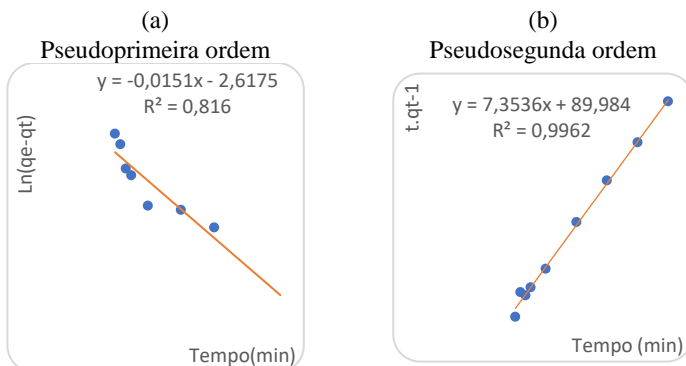 (a)
Pseudoprimeira ordem
y = -0,0151x - 2,6175
R² = 0,816
Ln(qe-qt)
Tempo(min)
(b)
Pseudosegunda ordem
y = 7,3536x + 89,984
R² = 0,9962
t.qt-1
Tempo (min)